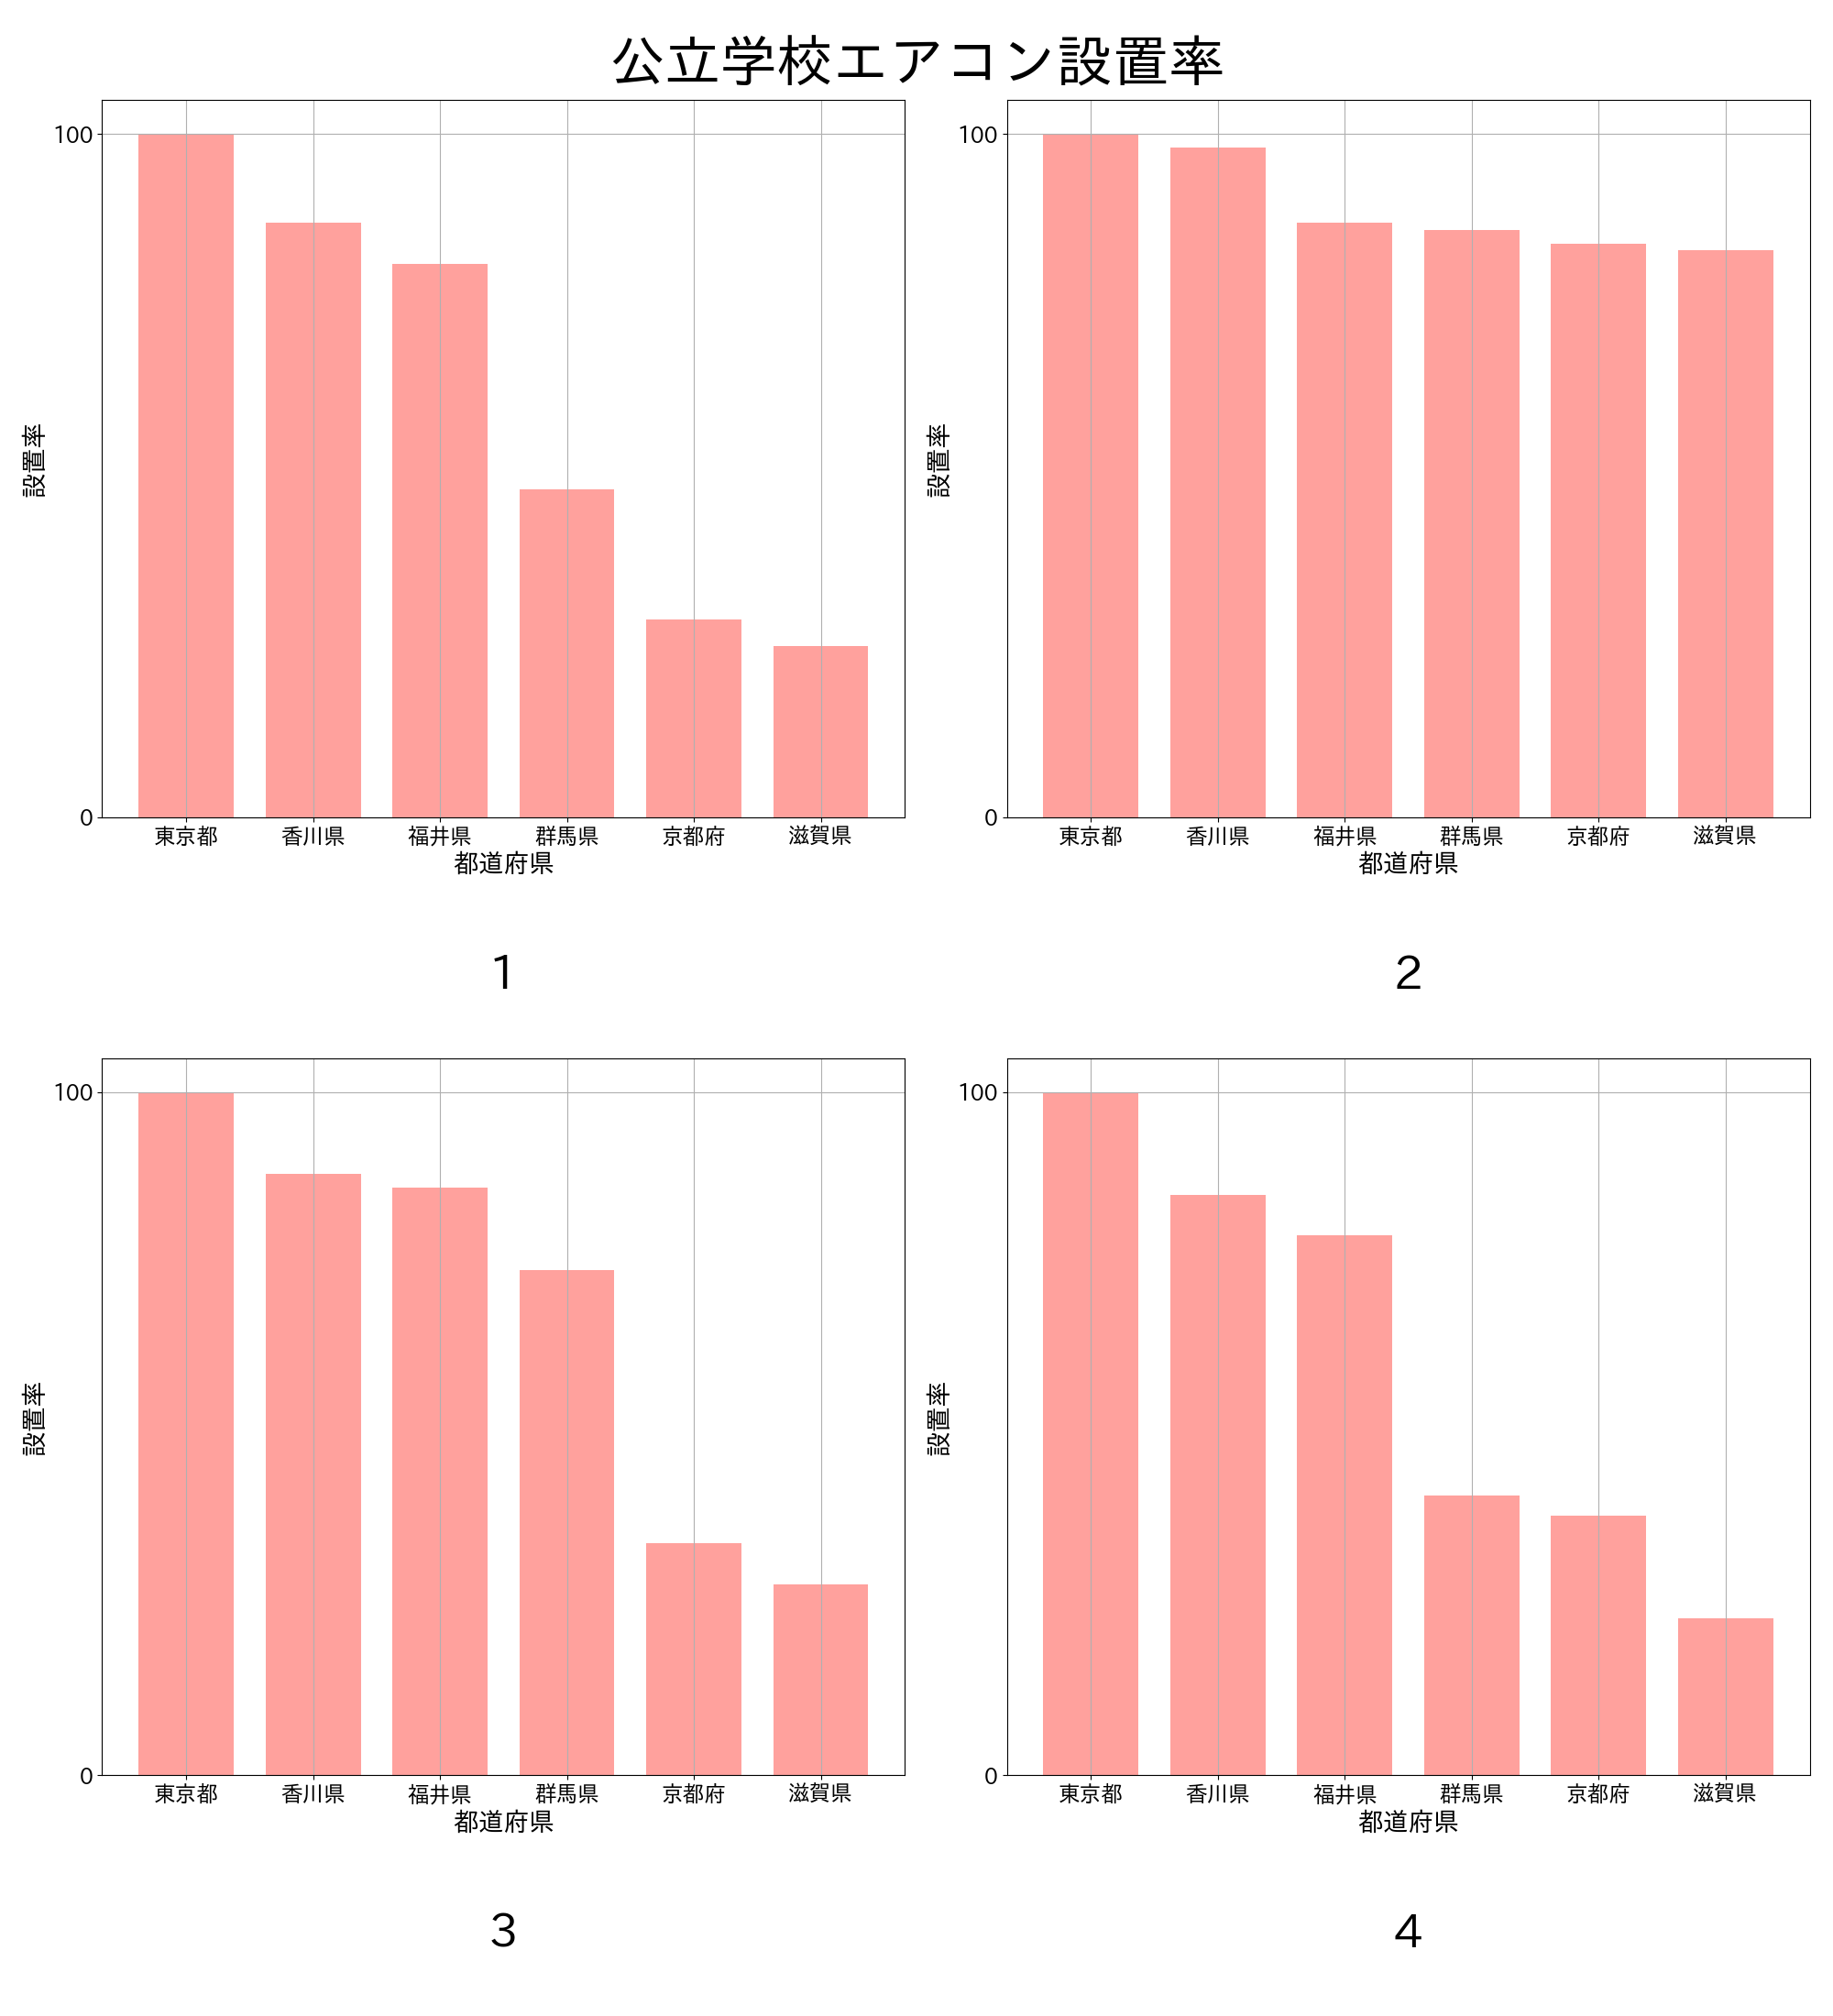 公立学校エアコン設置率
100
設置率
0
東京都 香川県 福井県 群馬県 京都府 滋賀県
都道府県
1
100
設置率
0
東京都 香川県 福井県 群馬県 京都府 滋賀県
都道府県
2
100
設置率
0
東京都 香川県 福井県 群馬県 京都府 滋賀県
都道府県
3
100
設置率
0
東京都 香川県 福井県 群馬県 京都府 滋賀県
都道府県
4